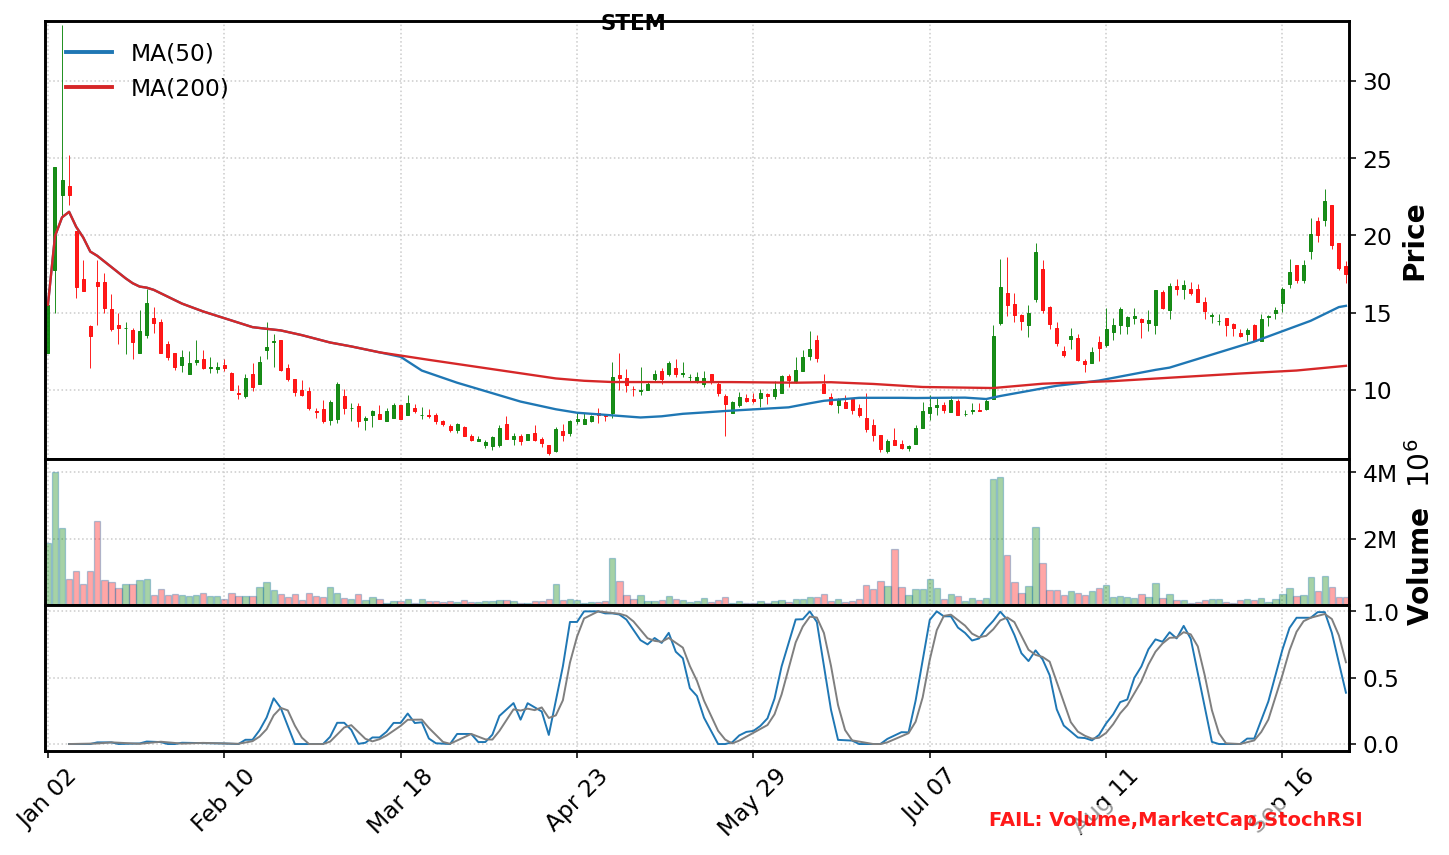 STEM
MA(50)
MA(200)
30
25
20
15
10
Price
4M
2M
Volume 10^6
1.0
0.5
0.0
Jan 02
Feb 10
Mar 18
Apr 23
May 29
Jul 07
Aug 11
Sep 16
FAIL: Volume,MarketCap,StochRSI